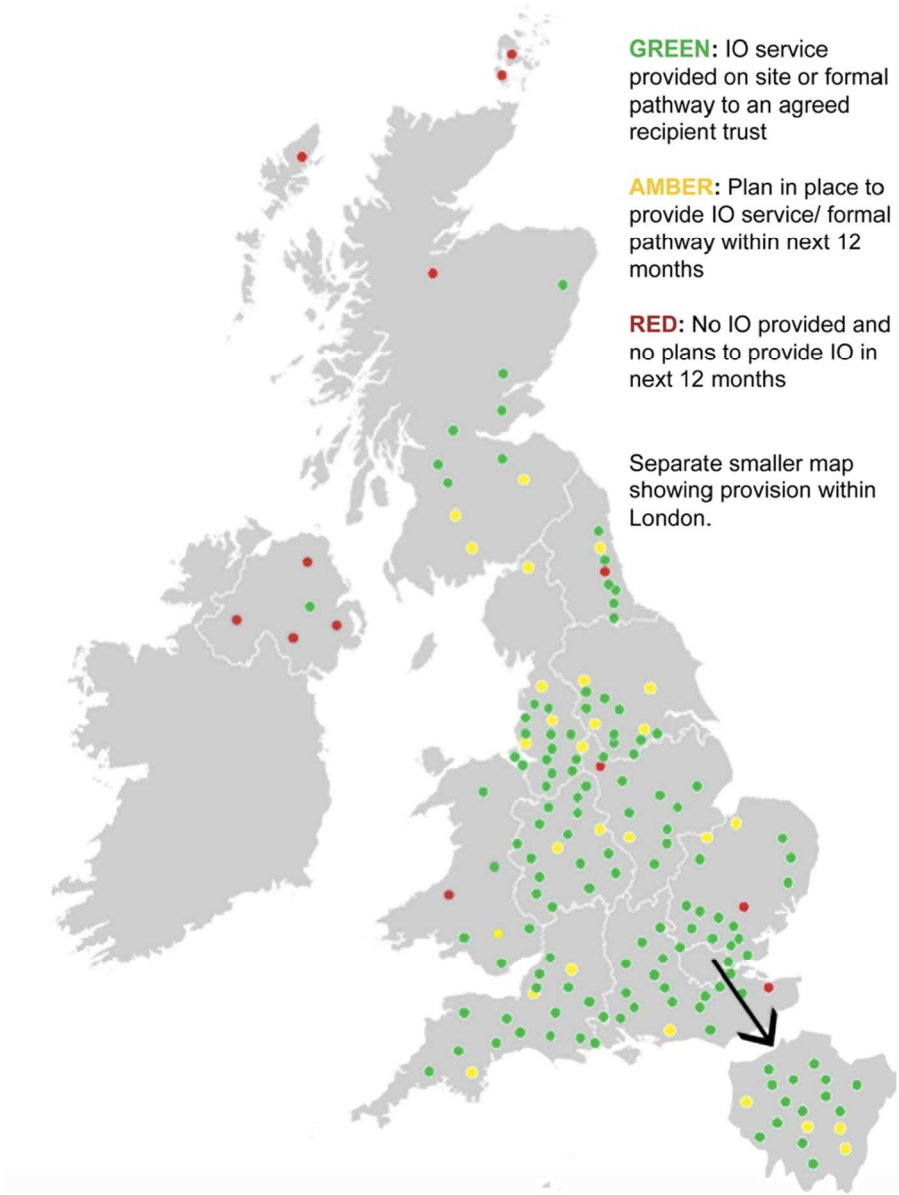 GREEN: IO service
provided on site or formal
pathway to an agreed
recipient trust
AMBER: Plan in place to
provide IO service/ formal
pathway within next 12
months
RED: No IO provided and
no plans to provide IO in
next 12 months
Separate smaller map
showing provision within
London.